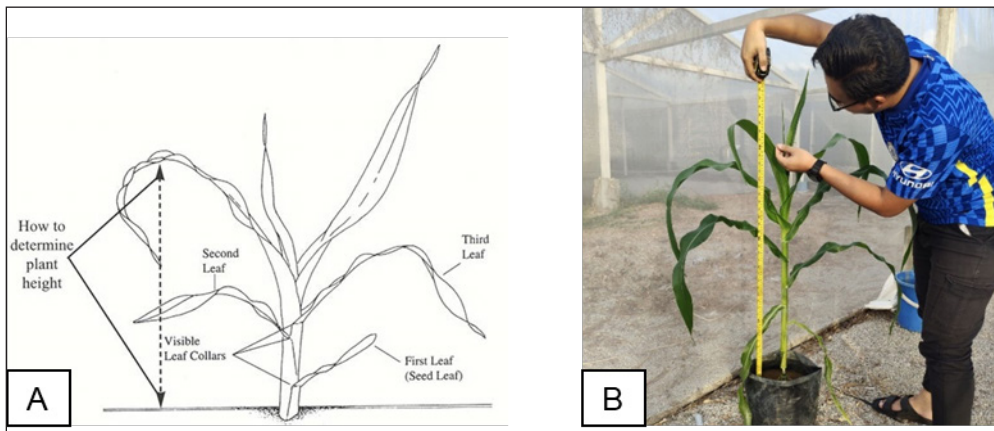 How to
determine
plant
height
Second
Leaf
Third
Leaf
Visible
Leaf Collars
First Leaf
(Seed Leaf)
A
HYUNDAI
B